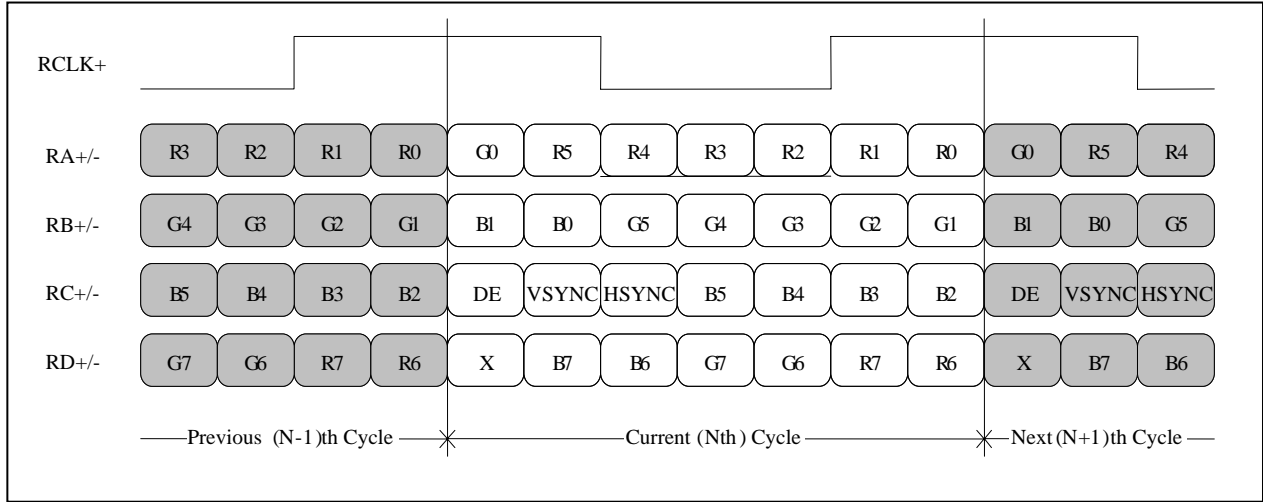 RCLK+
RA+/- R3 R2 R1 R0 G0 R5 R4 R3 R2 R1 R0 G0 R5 R4
RB+/- G4 G3 G2 G1 B1 B0 G5 G4 G3 G2 G1 B1 B0 G5
RC+/- B5 B4 B3 B2 DE VSYNC HSYNC B5 B4 B3 B2 DE VSYNC HSYNC
RD+/- G7 G6 R7 R6 X B7 B6 G7 G6 R7 R6 X B7 B6
Previous (N-1)th Cycle Current (Nth) Cycle Next (N+1)th Cycle